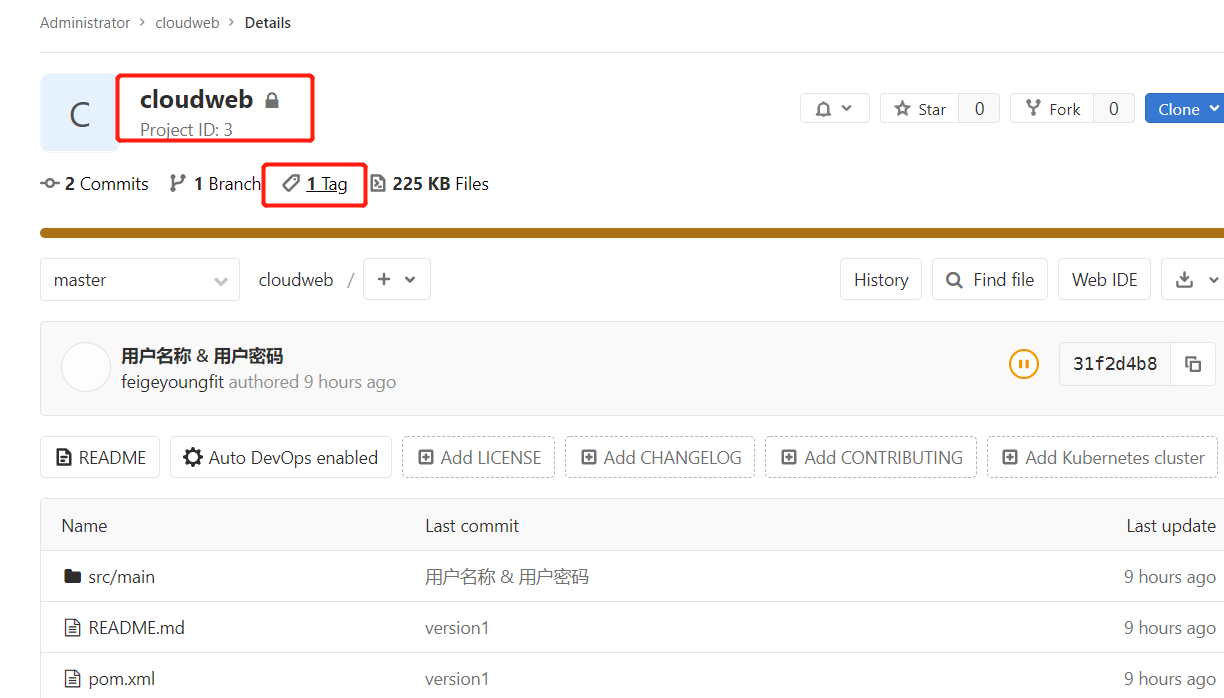 Administrator > cloudweb > Details
C
cloudweb
Project ID: 3
Star 0 Fork 0 Clone
2 Commits 1 Branch 1 Tag 225 KB Files
master cloudweb / + History Find file Web IDE
用户名称 & 用户密码
feigeyoungfit authored 9 hours ago
31f2d4b8
README Auto DevOps enabled Add LICENSE Add CHANGELOG Add CONTRIBUTING Add Kubernetes cluster
Name Last commit Last update
src/main 用户名称 & 用户密码 9 hours ago
README.md version1 9 hours ago
pom.xml version1 9 hours ago